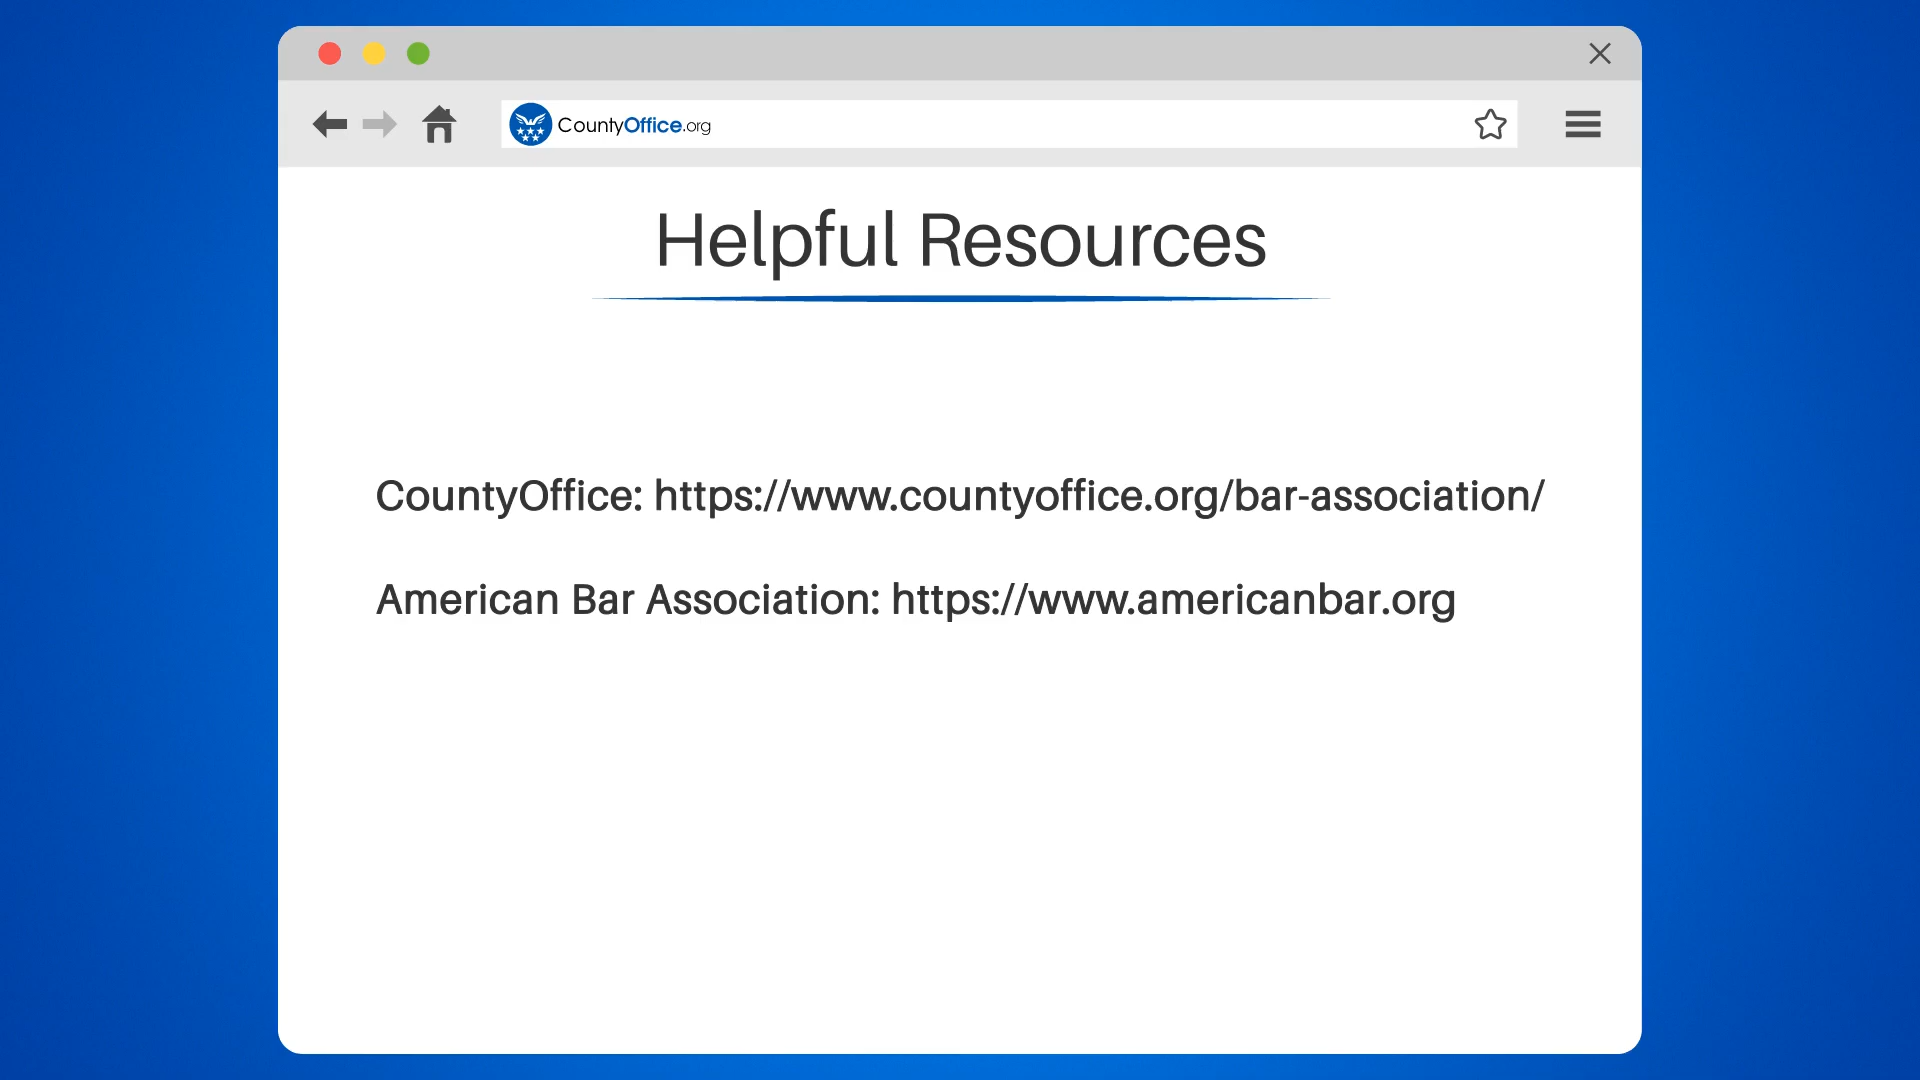 CountyOffice.org
Helpful Resources
CountyOffice: https://www.countyoffice.org/bar-association/
American Bar Association: https://www.americanbar.org